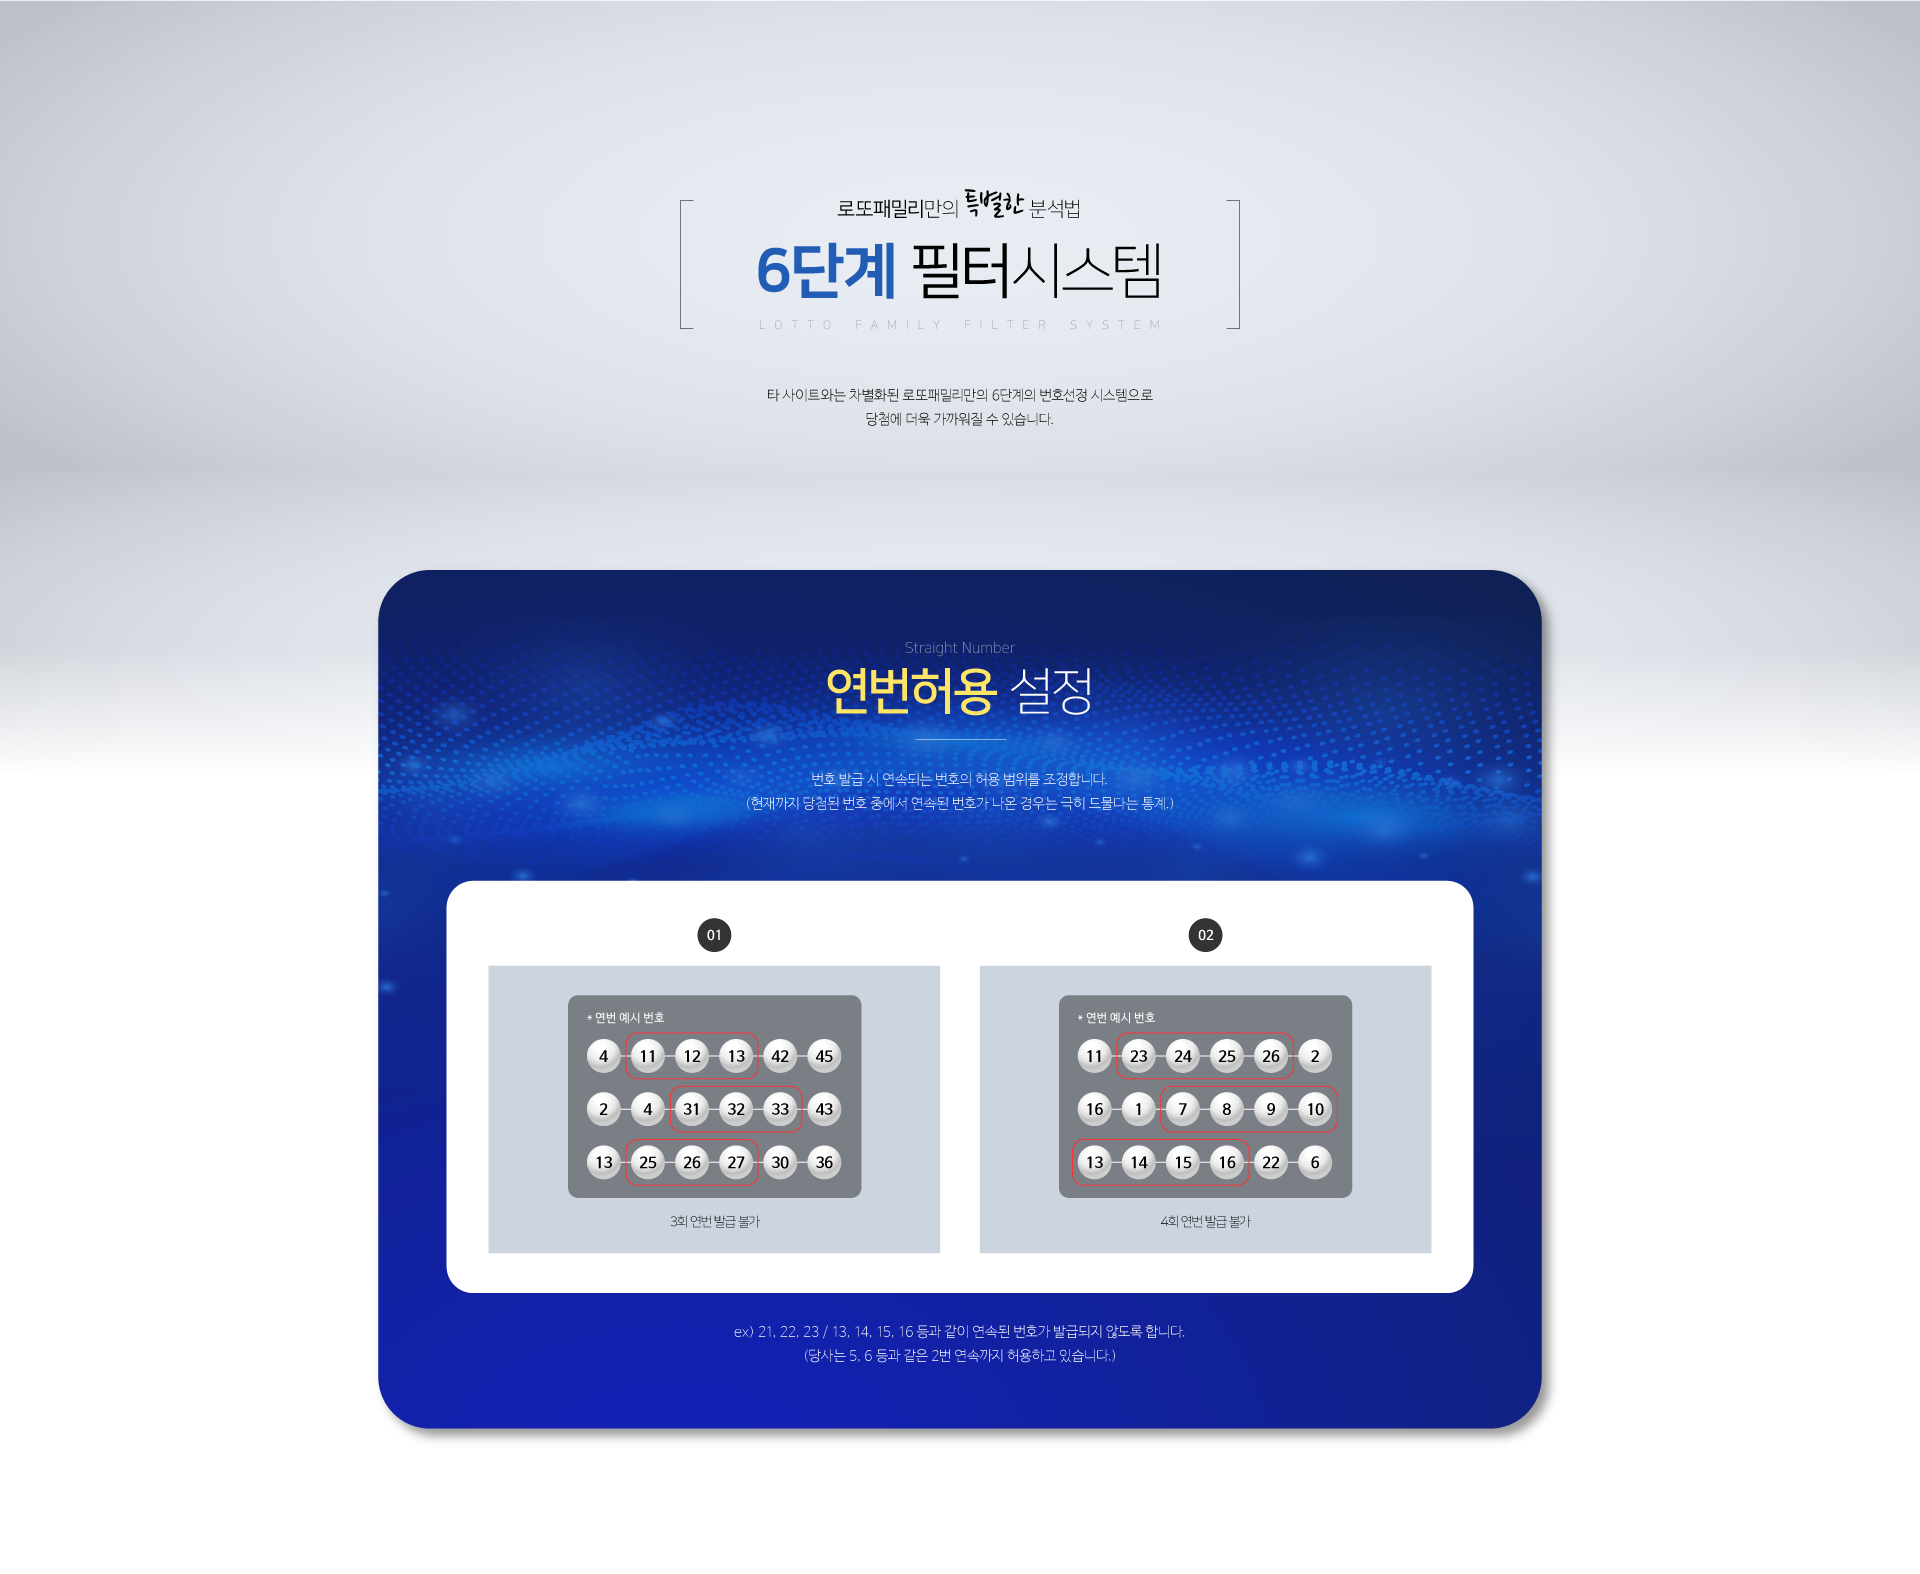 로또패밀리만의 특별한 분석법
6단계 필터시스템
LOTTO FAMILY FILTER SYSTEM
타 사이트와는 차별화된 로또패밀리만의 6단계의 번호선정 시스템으로
당첨에 더욱 가까워질 수 있습니다.
Straight Number
연번허용 설정
번호 발급 시 연속되는 번호의 허용 범위를 조정합니다.
(현재까지 당첨된 번호 중에서 연속된 번호가 나온 경우는 극히 드물다는 통계.)
01
* 연번 예시 번호
4 11 12 13 42 45
2 4 31 32 33 43
13 25 26 27 30 36
3회 연번 발급 불가
02
* 연번 예시 번호
11 23 24 25 26 2
16 1 7 8 9 10
13 14 15 16 22 6
4회 연번 발급 불가
ex) 21, 22, 23 / 13, 14, 15, 16 등과 같이 연속된 번호가 발급되지 않도록 합니다.
(당사는 5, 6 등과 같은 2번 연속까지 허용하고 있습니다.)